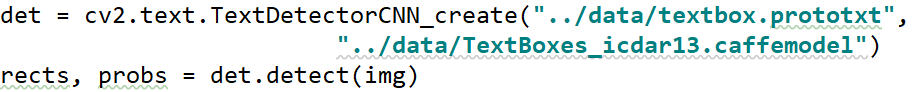 det = cv2.text.TextDetectorCNN_create("../data/textbox.prototxt",
"../data/TextBoxes_icdar13.caffemodel")
rects, probs = det.detect(img)